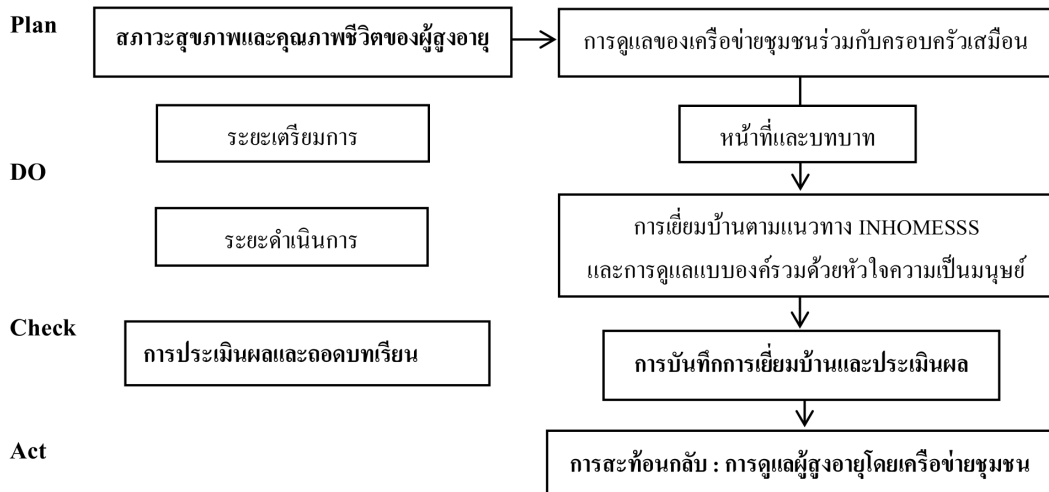 Plan
สภาวะสุขภาพและคุณภาพชีวิตของผู้สูงอายุ
การดูแลของเครือข่ายชุมชนร่วมกับครอบครัวเสมือน
ระยะเตรียมการ
หน้าที่และบทบาท
DO
ระยะดำเนินการ
การเยี่ยมบ้านตามแนวทาง INHOMESSS
และการดูแลแบบองค์รวมด้วยหัวใจความเป็นมนุษย์
Check
การประเมินผลและถอดบทเรียน
การบันทึกการเยี่ยมบ้านและประเมินผล
Act
การสะท้อนกลับ : การดูแลผู้สูงอายุโดยเครือข่ายชุมชน